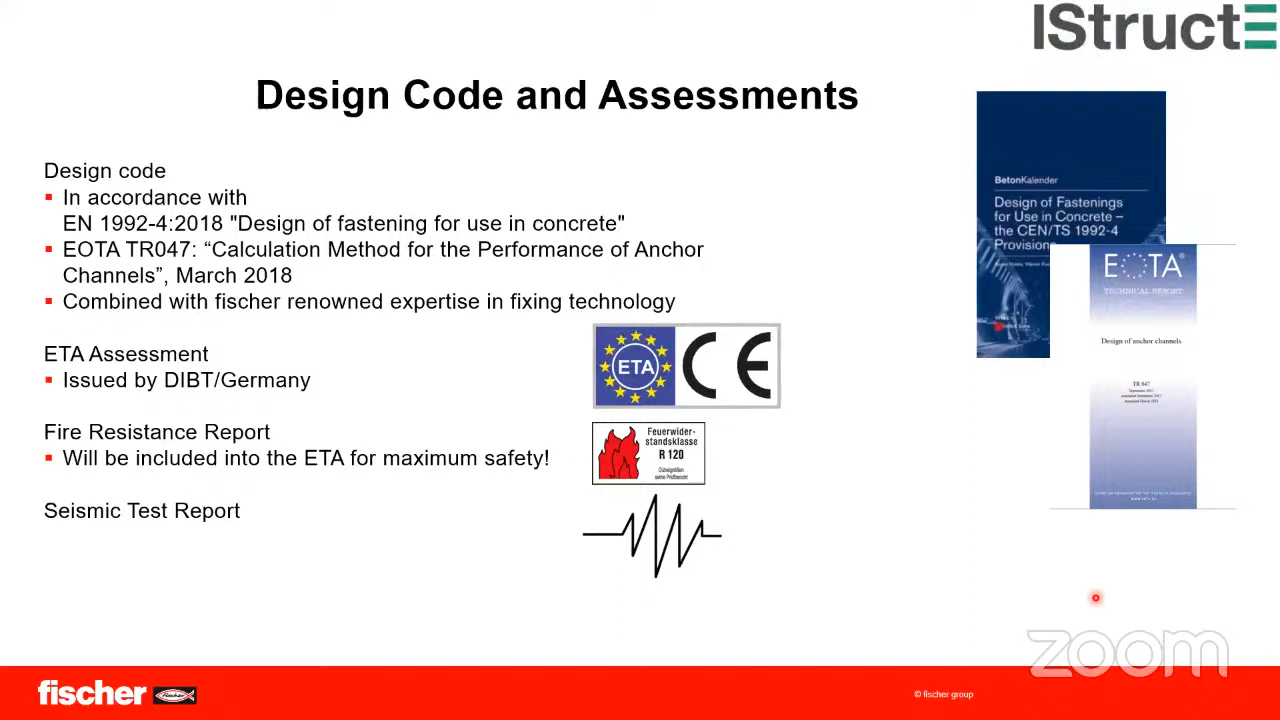 IStructE
Design Code and Assessments
Design code
In accordance with
EN 1992-4:2018 "Design of fastening for use in concrete"
EOTA TR047: “Calculation Method for the Performance of Anchor
Channels”, March 2018
Combined with fischer renowned expertise in fixing technology
ETA Assessment
Issued by DIBT/Germany
Fire Resistance Report
Will be included into the ETA for maximum safety!
Seismic Test Report
ETA CE
Feuerwider-
standsklasse
R 120
Dübelgrößen
siehe Prüfbericht
BetonKalender
Design of Fastenings
for Use in Concrete –
the CEN/TS 1992-4
Provisions
EOTA®
TECHNICAL REPORT
Design of anchor channels
TR 047
zoom
fischer
© fischer group